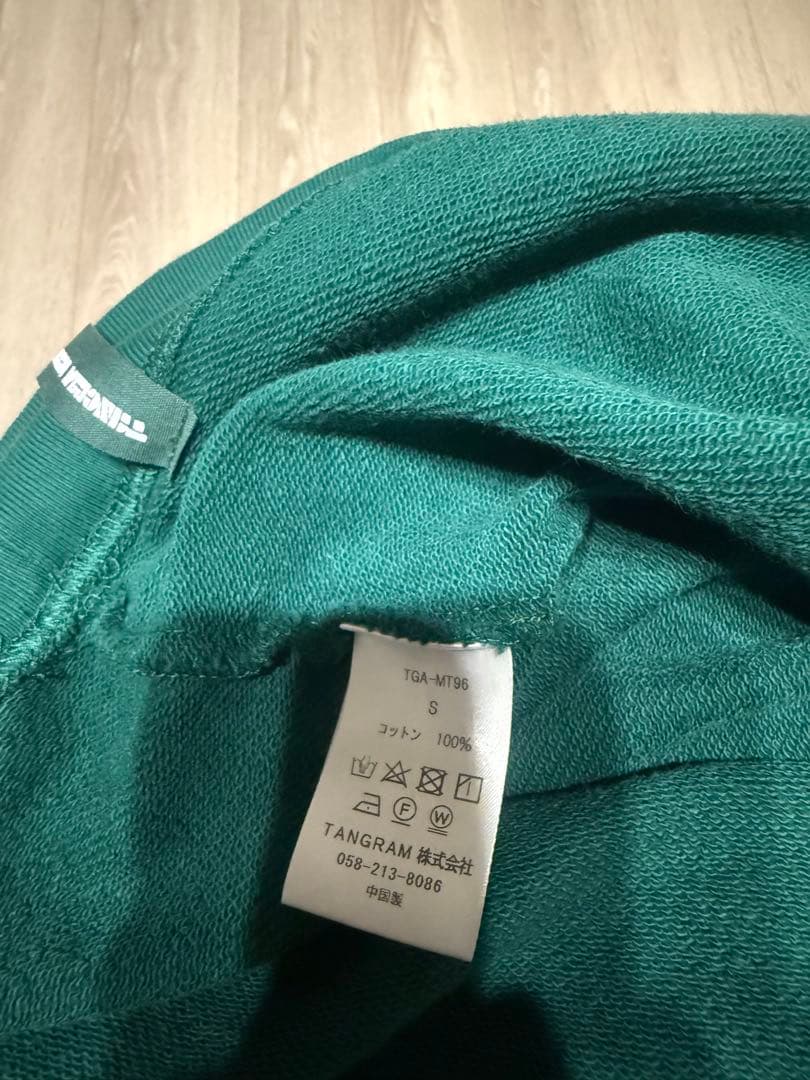 TGA-MT96
S
コットン 100%
F W
TANGRAM 株式会社
058-213-8086
中国製